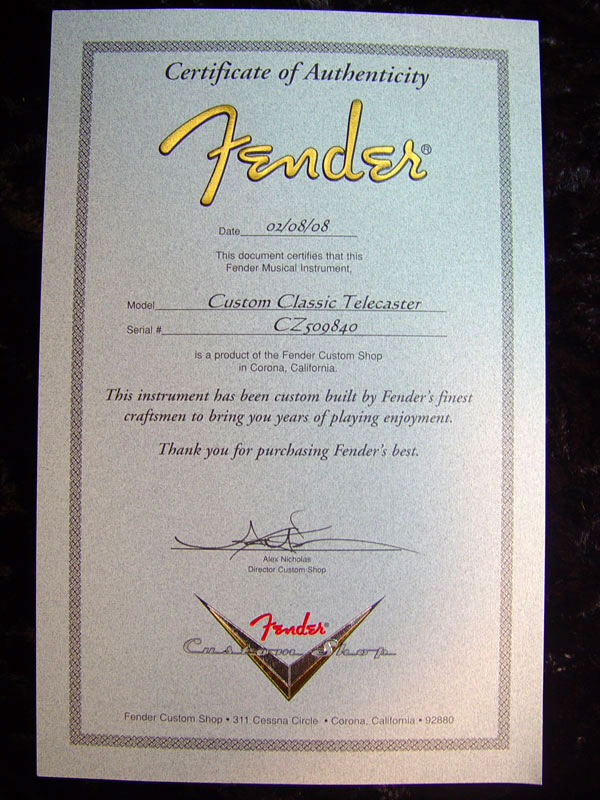 Certificate of Authenticity
Fender®
Date 02/08/08
This document certifies that this
Fender Musical Instrument,
Model Custom Classic Telecaster
Serial # CZ509840
is a product of the Fender Custom Shop
in Corona, California.
This instrument has been custom built by Fender's finest
craftsmen to bring you years of playing enjoyment.
Thank you for purchasing Fender's best.
Alex Nicholas
Director Custom Shop
Fender®
Custom Shop
Fender Custom Shop • 311 Cessna Circle • Corona, California • 92880